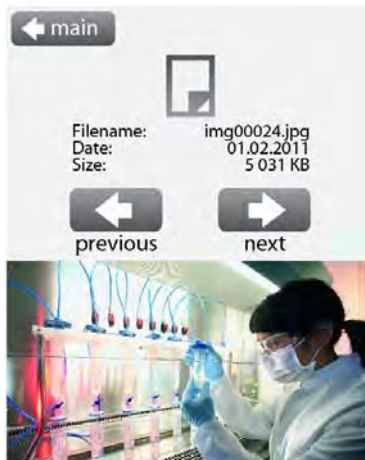 main
Filename: img00024.jpg
Date: 01.02.2011
Size: 5 031 KB
previous next